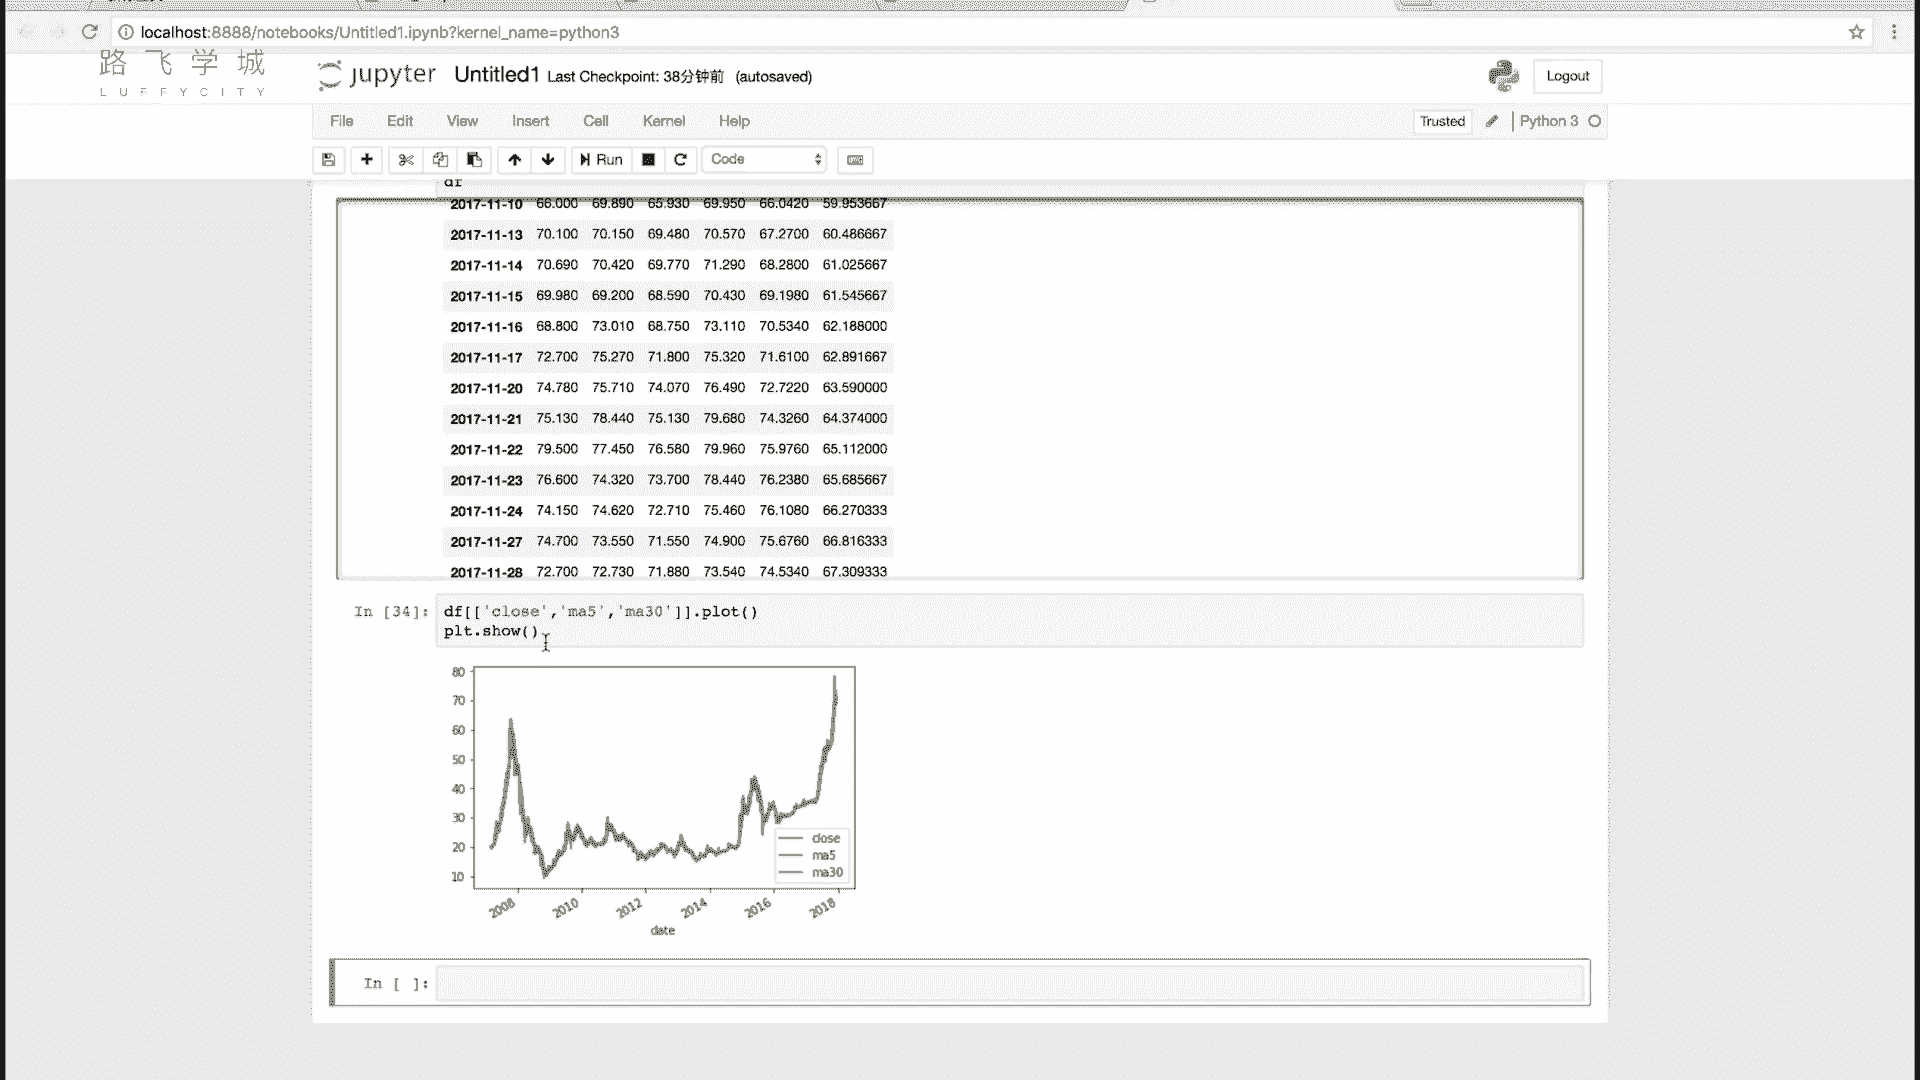 localhost:8888/notebooks/Untitled1.ipynb?kernel_name=python3
路飞学城
LUFFYCITY
jupyter Untitled1 Last Checkpoint: 38分钟前 (autosaved)
Logout
File Edit View Insert Cell Kernel Help
Trusted
Python 3
Run
Code
df
2017-11-10 66.000 69.890 65.930 69.950 66.0420 59.953667
2017-11-13 70.100 70.150 69.480 70.570 67.2700 60.486667
2017-11-14 70.690 70.420 69.770 71.290 68.2800 61.025667
2017-11-15 69.980 69.200 68.590 70.430 69.1980 61.545667
2017-11-16 68.800 73.010 68.750 73.110 70.5340 62.188000
2017-11-17 72.700 75.270 71.800 75.320 71.6100 62.891667
2017-11-20 74.780 75.710 74.070 76.490 72.7220 63.590000
2017-11-21 75.130 78.440 75.130 79.680 74.3260 64.374000
2017-11-22 79.500 77.450 76.580 79.960 75.9760 65.112000
2017-11-23 76.600 74.320 73.700 78.440 76.2380 65.685667
2017-11-24 74.150 74.620 72.710 75.460 76.1080 66.270333
2017-11-27 74.700 73.550 71.550 74.900 75.6760 66.816333
2017-11-28 72.700 72.730 71.880 73.540 74.5340 67.309333
In [34]: df[['close','ma5','ma30']].plot()
plt.show()
80
70
60
50
40
30
20
10
close
ma5
ma30
2008 2010 2012 2014 2016 2018
date
In [ ]: